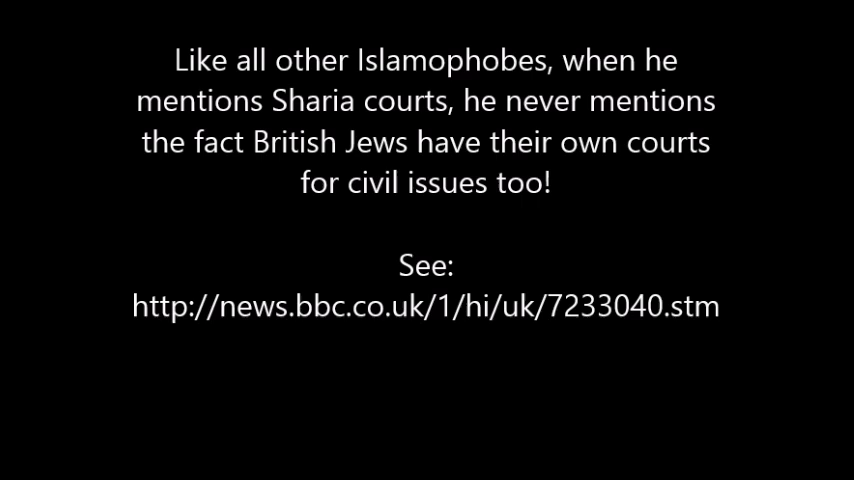 Like all other Islamophobes, when he
mentions Sharia courts, he never mentions
the fact British Jews have their own courts
for civil issues too!
See:
http://news.bbc.co.uk/1/hi/uk/7233040.stm